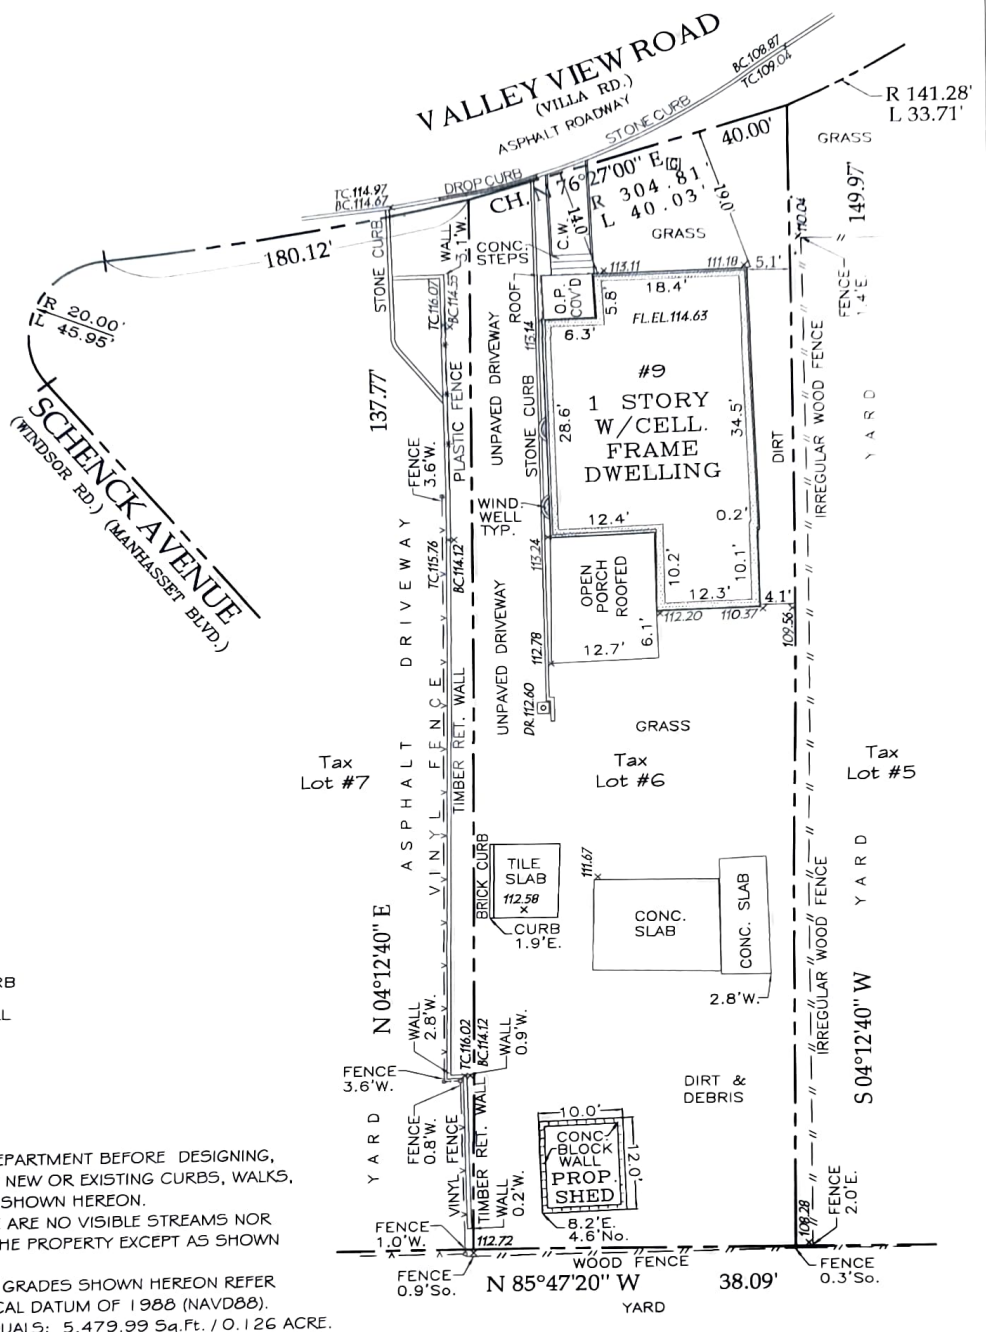 VALLEY VIEW ROAD
(VILLA RD.)
ASPHALT ROADWAY
STONE CURB
BC.108.87
TC.109.04
R 141.28'
L 33.71'
40.00'
GRASS
TC.114.97
BC.114.67
DROP CURB
CH. N 76°27'00" E [C]
R 304.81'
L 40.03'
19.0'
14.0'
C.W.
GRASS
149.97'
110.04
180.12'
R 20.00'
L 45.95'
STONE CURB
WALL
3.1'W.
CONC.
STEPS
113.11
111.18
5.1'
FENCE
1.4'E.
TC.116.07
BC.114.55
ROOF
O.P.
COV'D
5.8'
18.4'
6.3'
FL.EL.114.63
113.14
UNPAVED DRIVEWAY
STONE CURB
#9
1 STORY
W/CELL.
FRAME
DWELLING
28.6'
34.5'
DIRT
IRREGULAR WOOD FENCE
YARD
137.77'
SCHENCK AVENUE
(WINDSOR RD.) (MANHASSET BLVD.)
FENCE
3.6'W.
PLASTIC FENCE
WIND.
WELL
TYP.
12.4'
0.2'
10.2'
10.1'
12.3'
4.1'
TC.115.76
BC.114.12
113.24
OPEN
PORCH
ROOFED
112.20
110.37
109.56
6.1'
12.7'
112.78
UNPAVED DRIVEWAY
DR.112.60
ASPHALT DRIVEWAY
VINYL FENCE
TIMBER RET. WALL
GRASS
Tax
Lot #7
Tax
Lot #6
Tax
Lot #5
BRICK CURB
TILE
SLAB
112.58
CURB
1.9'E.
111.67
CONC.
SLAB
CONC. SLAB
2.8'W.
IRREGULAR WOOD FENCE
YARD
N 04°12'40" E
S 04°12'40" W
WALL
2.8'W.
TC.116.02
BC.114.12
WALL
0.9'W.
FENCE
3.6'W.
FENCE
0.8'W.
YARD
VINYL FENCE
TIMBER RET. WALL
WALL
0.2'W.
DIRT &
DEBRIS
10.0'
12.0'
CONC.
BLOCK
WALL
PROP.
SHED
8.2'E.
4.6'No.
FENCE
2.0'E.
108.28
FENCE
1.0'W.
112.72
FENCE
0.9'So.
WOOD FENCE
FENCE
0.3'So.
N 85°47'20" W
38.09'
YARD
RB
LL
EPARTMENT BEFORE DESIGNING,
NEW OR EXISTING CURBS, WALKS,
SHOWN HEREON.
ARE NO VISIBLE STREAMS NOR
HE PROPERTY EXCEPT AS SHOWN
GRADES SHOWN HEREON REFER
CAL DATUM OF 1988 (NAVD88).
UALS: 5,479.99 Sq.Ft. / 0.126 ACRE.